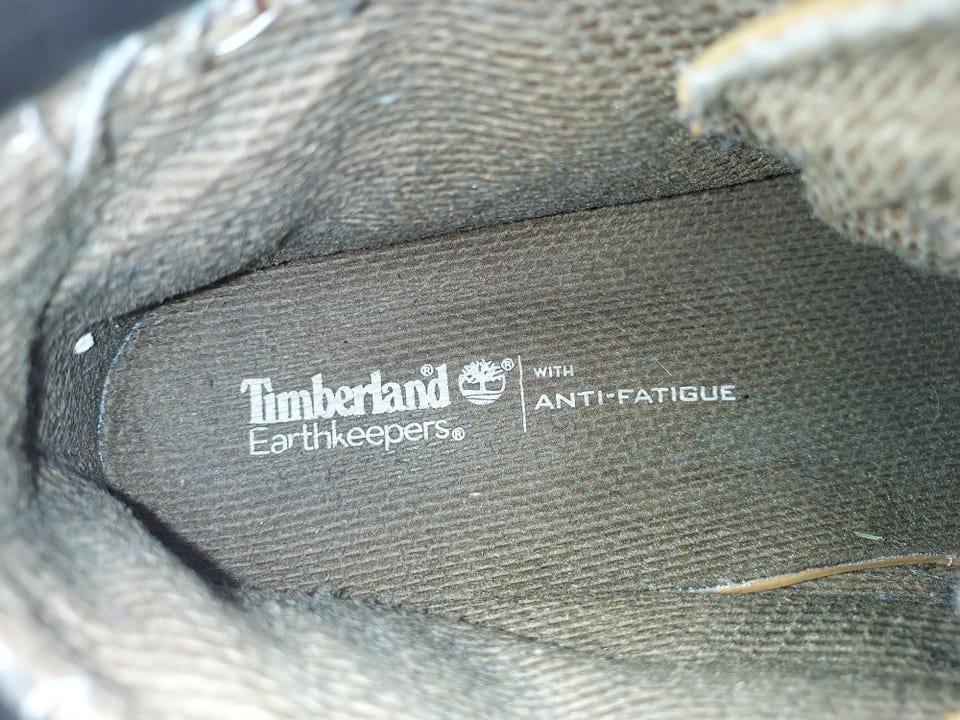 Timberland® ®
Earthkeepers®
WITH
ANTI-FATIGUE